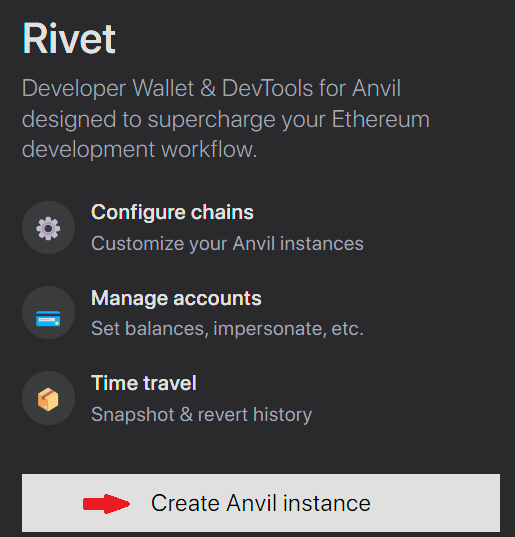 Rivet
Developer Wallet & DevTools for Anvil
designed to supercharge your Ethereum
development workflow.
Configure chains
Customize your Anvil instances
Manage accounts
Set balances, impersonate, etc.
Time travel
Snapshot & revert history
Create Anvil instance